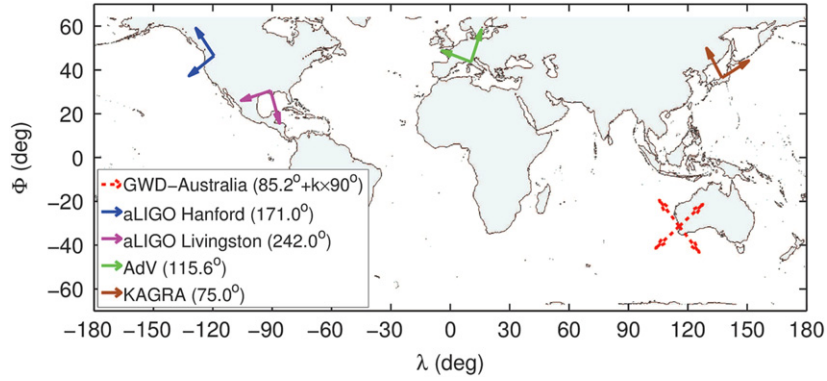 60
40
20
0
−20
−40
−60
Φ (deg)
GWD−Australia (85.2°+k×90°)
aLIGO Hanford (171.0°)
aLIGO Livingston (242.0°)
AdV (115.6°)
KAGRA (75.0°)
−180 −150 −120 −90 −60 −30 0 30 60 90 120 150 180
λ (deg)